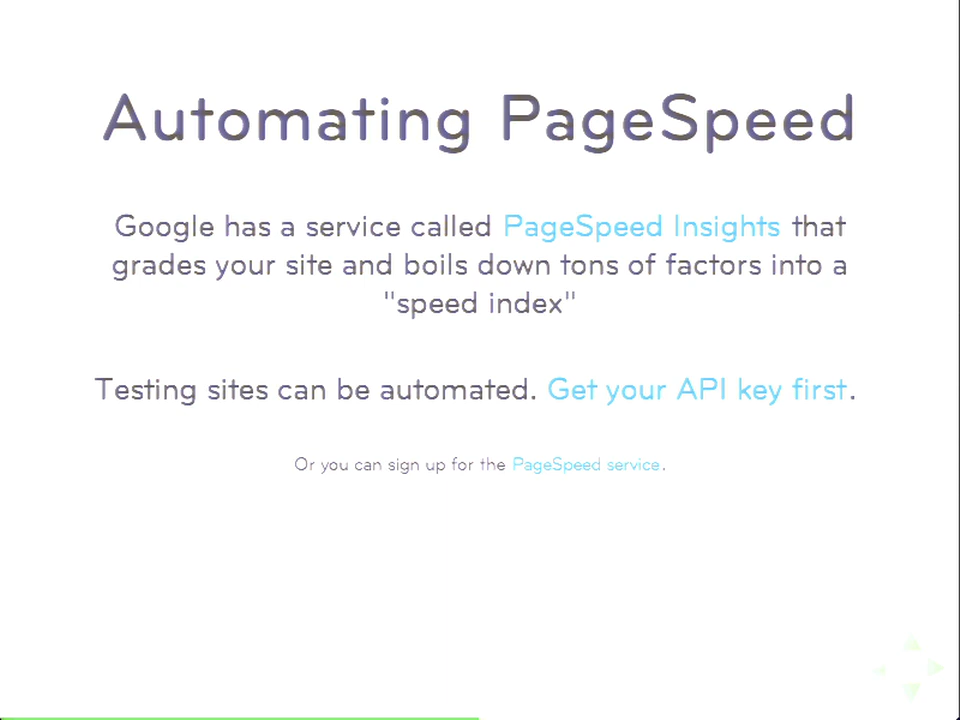 Automating PageSpeed
Google has a service called PageSpeed Insights that
grades your site and boils down tons of factors into a
"speed index"
Testing sites can be automated. Get your API key first.
Or you can sign up for the PageSpeed service.